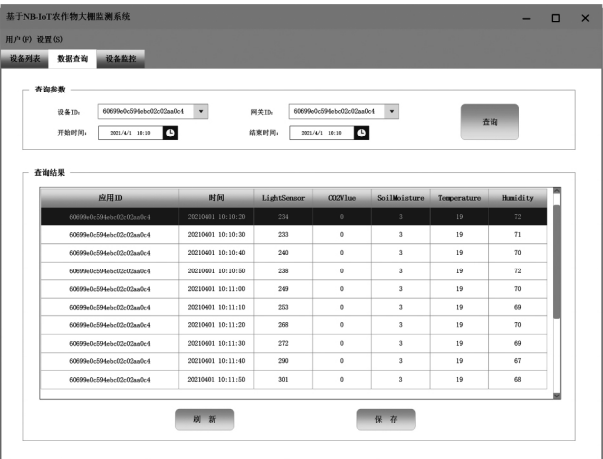 基于NB-IoT农作物大棚监测系统
用户(F) 设置(S)
设备列表 数据查询 设备监控
查询参数
设备ID: 60699e0c594ebc02c02aa0c4 网关ID: 60699e0c594ebc02c02aa0c4
查询
开始时间: 2021/4/1 10:10 结束时间: 2021/4/1 10:10
查询结果
应用ID 时间 LightSensor CO2Vlue SoilMoisture Temperature Humidity
60699e0c594ebc02c02aa0c4 20210401 10:10:20 234 0 3 19 72
60699e0c594ebc02c02aa0c4 20210401 10:10:30 233 0 3 19 71
60699e0c594ebc02c02aa0c4 20210401 10:10:40 240 0 3 19 70
60699e0c594ebc02c02aa0c4 20210401 10:10:50 238 0 3 19 72
60699e0c594ebc02c02aa0c4 20210401 10:11:00 249 0 3 19 70
60699e0c594ebc02c02aa0c4 20210401 10:11:10 253 0 3 19 69
60699e0c594ebc02c02aa0c4 20210401 10:11:20 268 0 3 19 70
60699e0c594ebc02c02aa0c4 20210401 10:11:30 272 0 3 19 69
60699e0c594ebc02c02aa0c4 20210401 10:11:40 290 0 3 19 67
60699e0c594ebc02c02aa0c4 20210401 10:11:50 301 0 3 19 68
刷 新 保 存